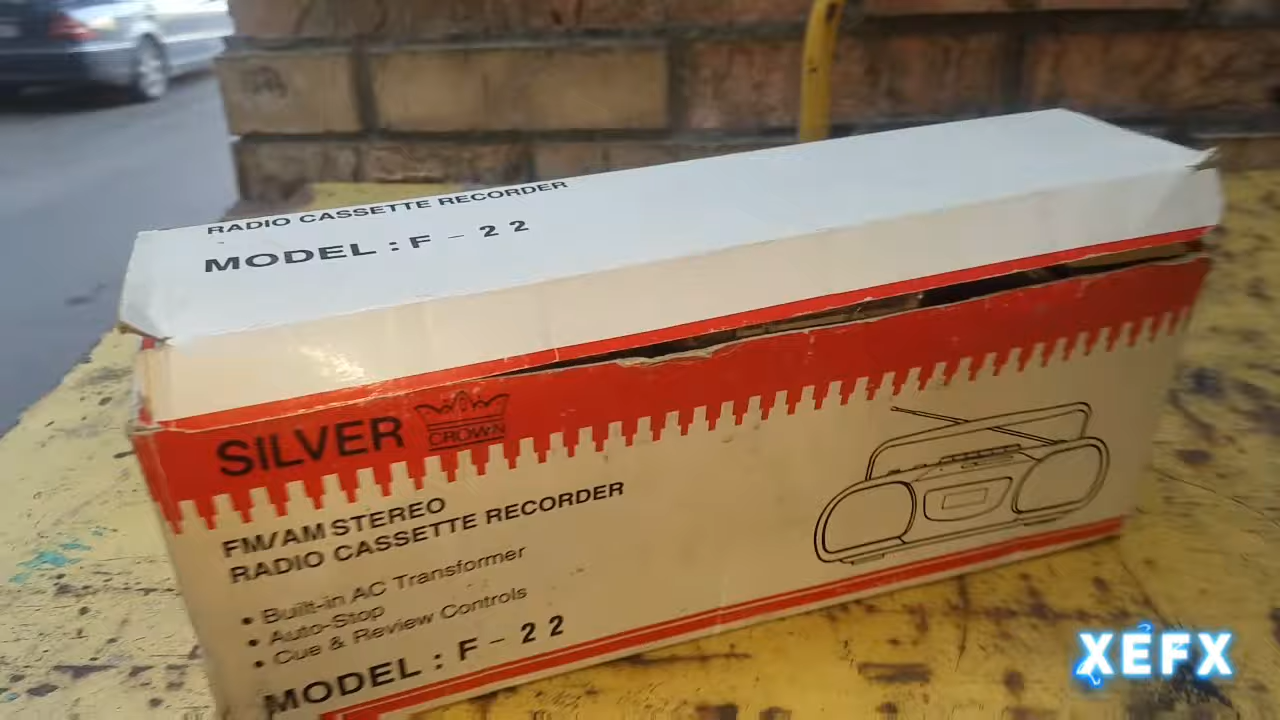 RADIO CASSETTE RECORDER
MODEL : F - 22
SILVER CROWN
FM/AM STEREO
RADIO CASSETTE RECORDER
• Built-in AC Transformer
• Auto-Stop
• Cue & Review Controls
MODEL : F - 22
XEFX